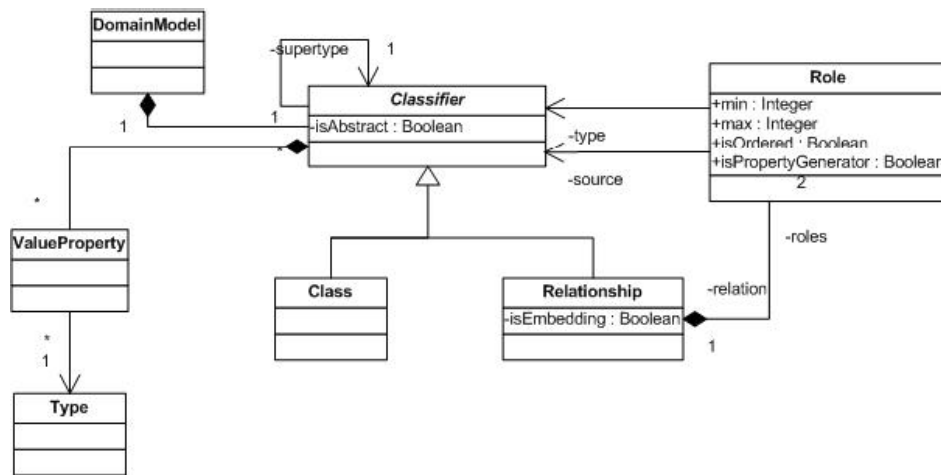 DomainModel
-supertype
1
Classifier
-isAbstract : Boolean
1
1
*
Role
+min : Integer
+max : Integer
+isOrdered : Boolean
+isPropertyGenerator : Boolean
2
-type
-source
*
ValueProperty
-roles
Class
Relationship
-isEmbedding : Boolean
-relation
1
*
1
Type